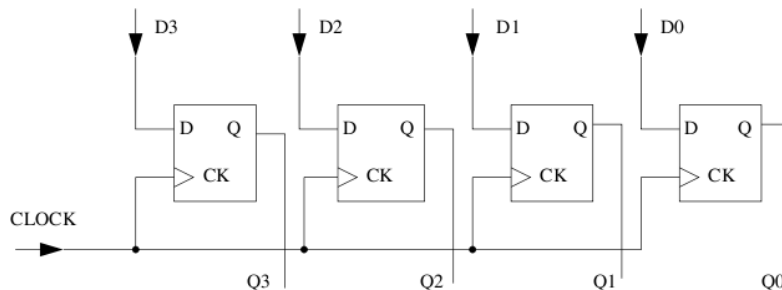 D3 D2 D1 D0
D Q D Q D Q D Q
CK CK CK CK
CLOCK
Q3 Q2 Q1 Q0